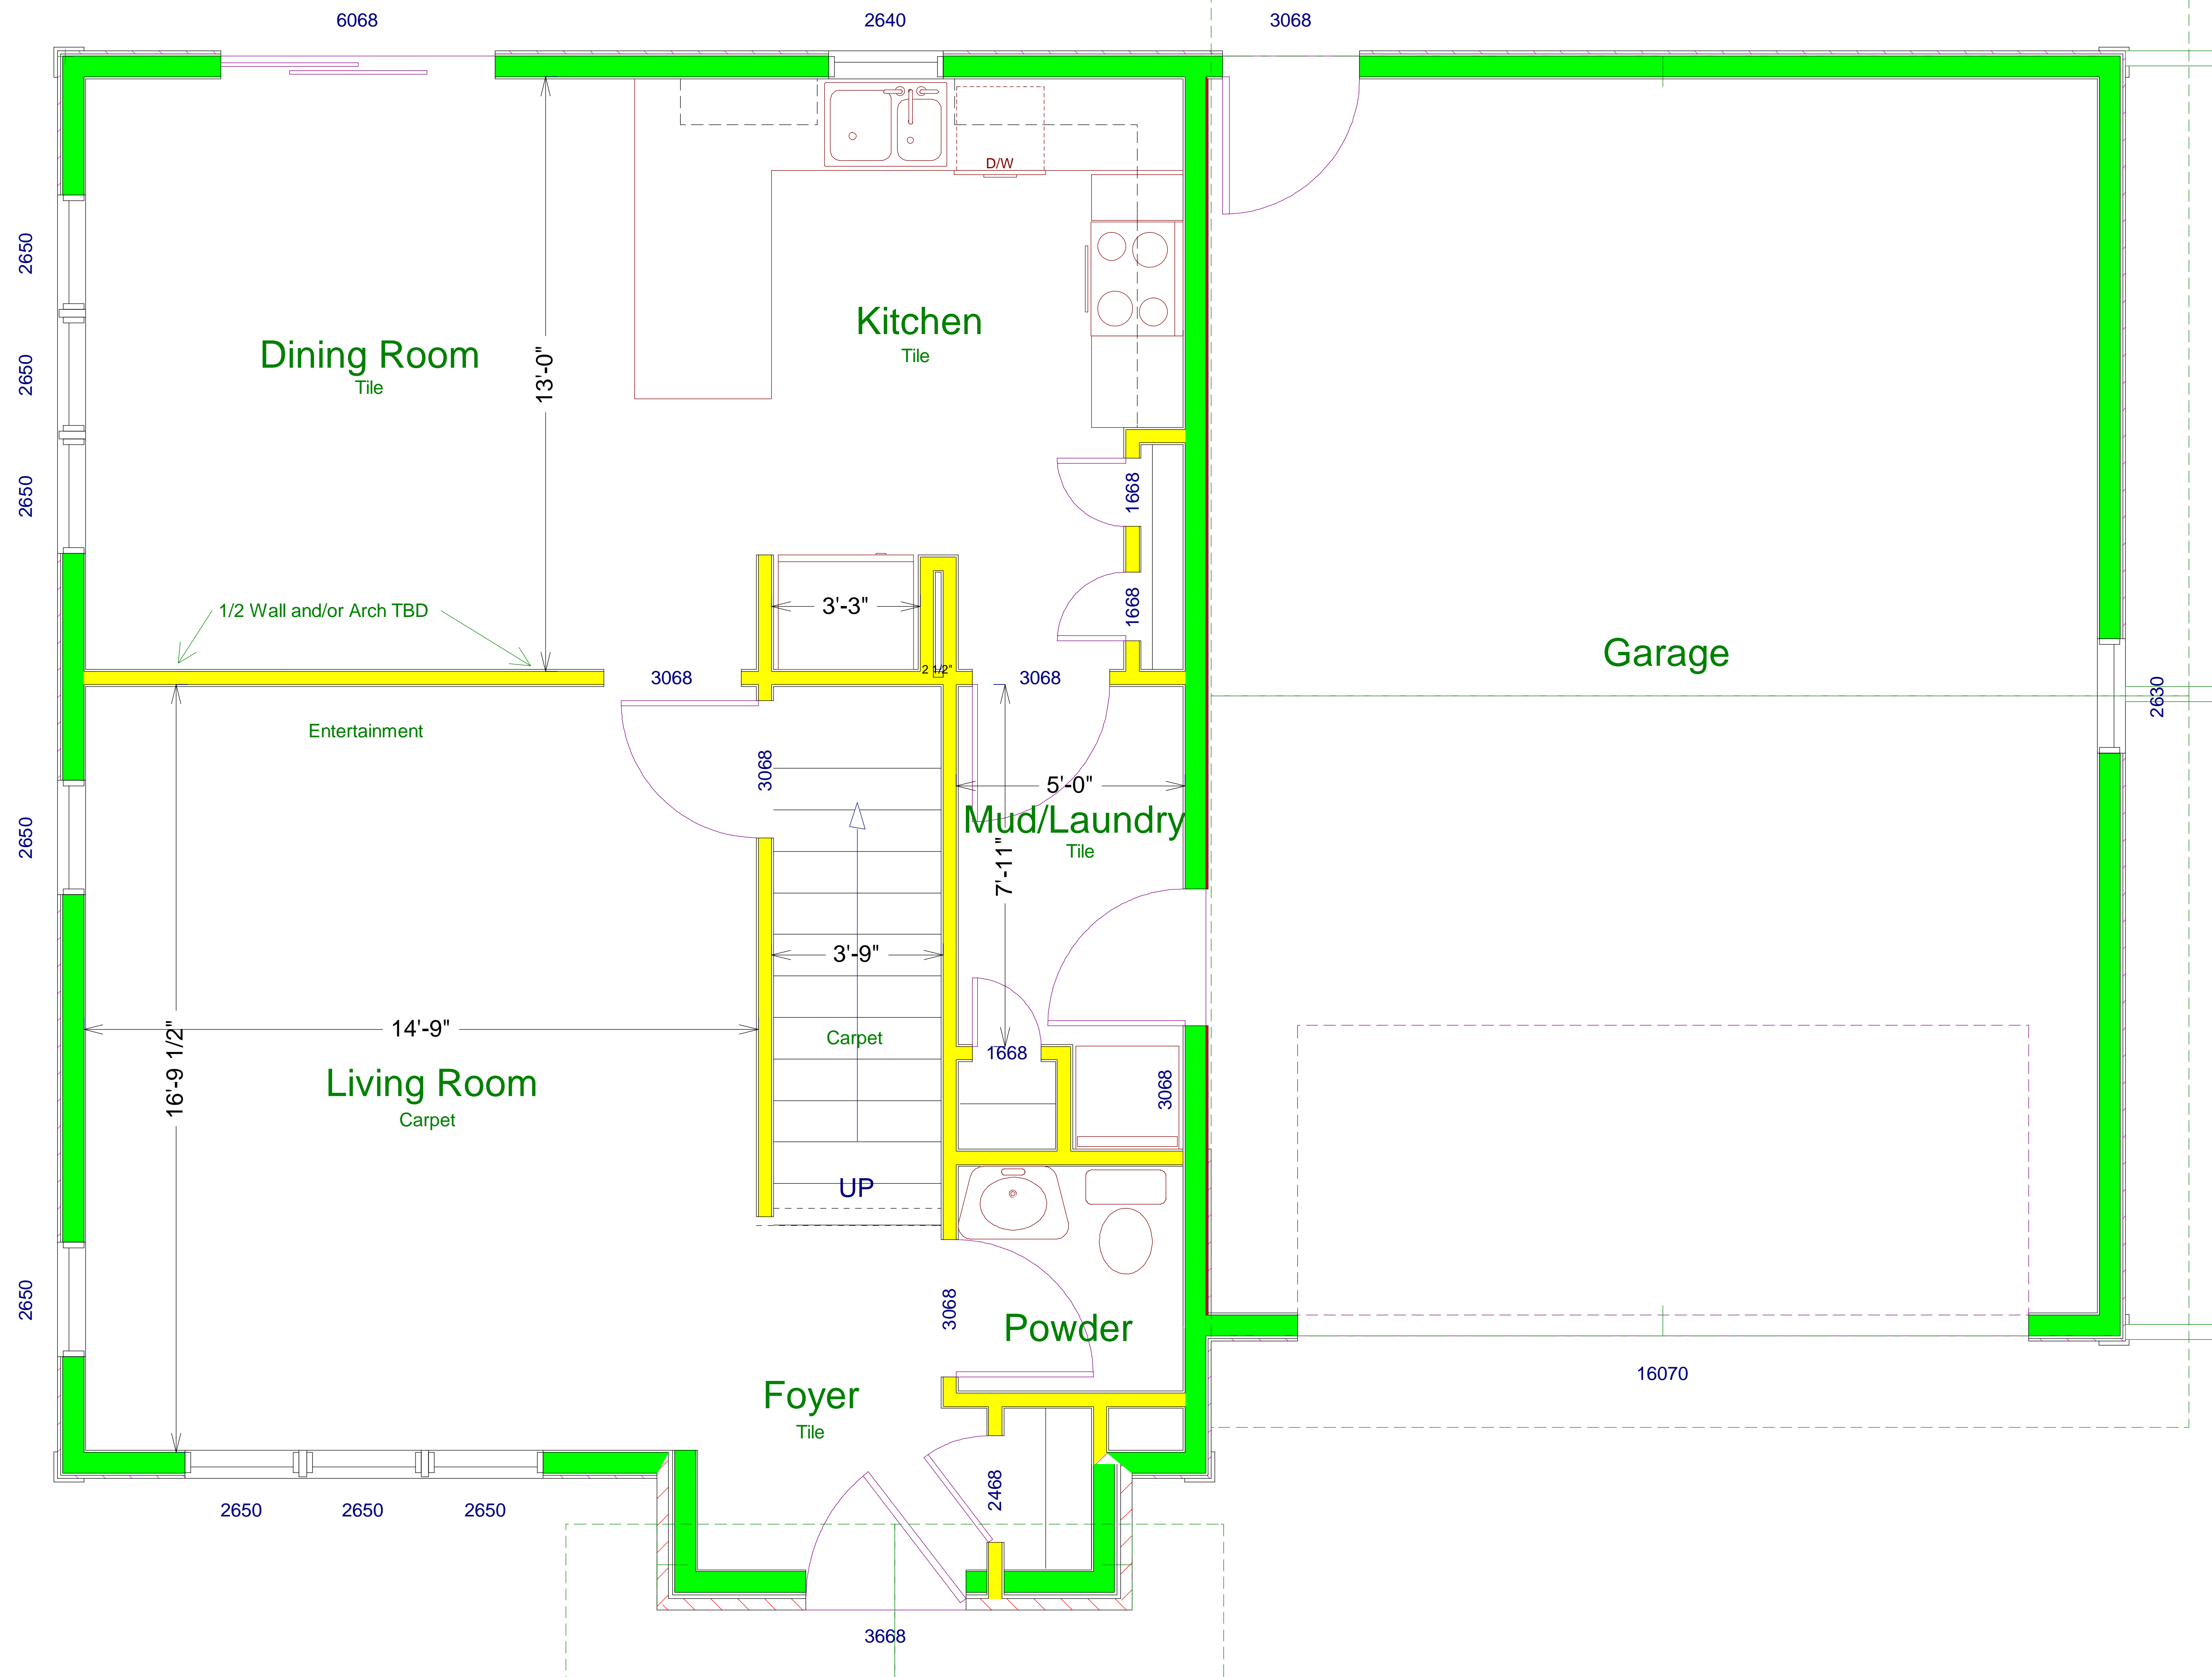 6068
2640
3068
D/W
2650
Kitchen
Tile
Dining Room
Tile
13'-0"
2650
2650
1668
1668
3'-3"
1/2 Wall and/or Arch TBD
2 1/2"
3068
3068
Garage
2630
Entertainment
3068
5'-0"
Mud/Laundry
Tile
2650
7'-11"
3'-9"
14'-9"
16'-9 1/2"
Carpet
1668
3068
Living Room
Carpet
UP
2650
3068
Powder
16070
Foyer
Tile
2468
2650
2650
2650
3668